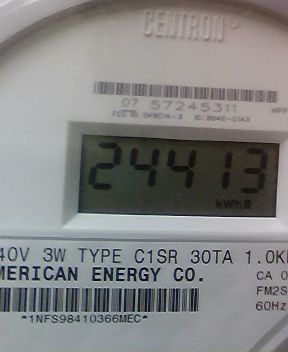 CENTRON®
07 57245311
24413
kWh
40V 3W TYPE C1SR 30TA 1.0K
MERICAN ENERGY CO.
CA 0
FM2S
*1NFS98410366MEC*
60Hz